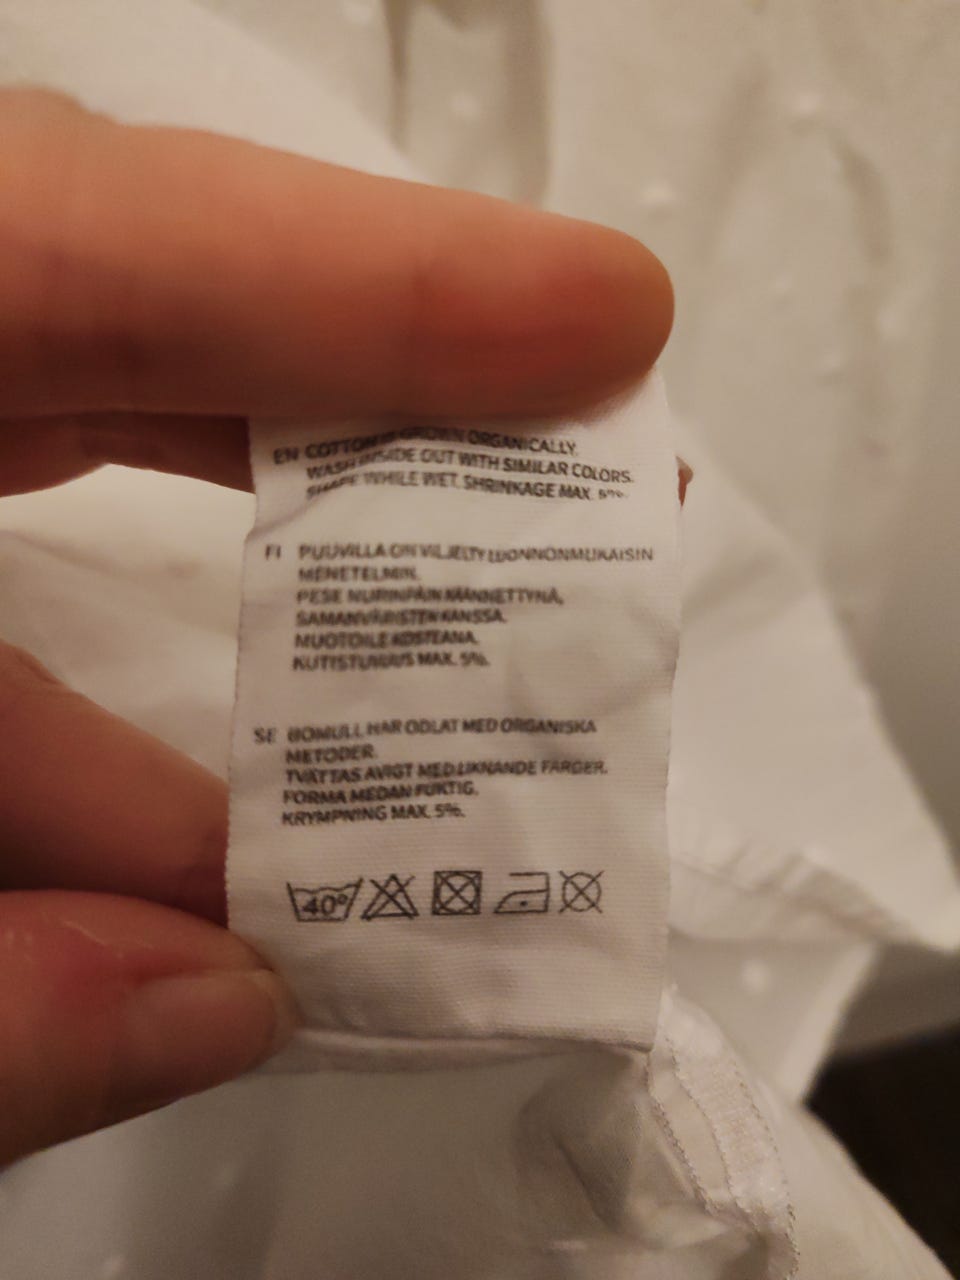 EN COTTON IS GROWN ORGANICALLY.
WASH INSIDE OUT WITH SIMILAR COLORS.
SHAPE WHILE WET. SHRINKAGE MAX. 5%.
FI PUUVILLA ON VILJELTY LUONNONMUKAISIN
MENETELMIN.
PESE NURINPÄIN KÄÄNNETTYNÄ,
SAMANVÄRISTEN KANSSA.
MUOTOILE KOSTEANA.
KUTISTUVUUS MAX. 5%.
SE BOMULL HAR ODLAT MED ORGANISKA
METODER.
TVÄTTAS AVIGT MED LIKNANDE FÄRGER.
FORMA MEDAN FUKTIG.
KRYMPNING MAX. 5%.
40°